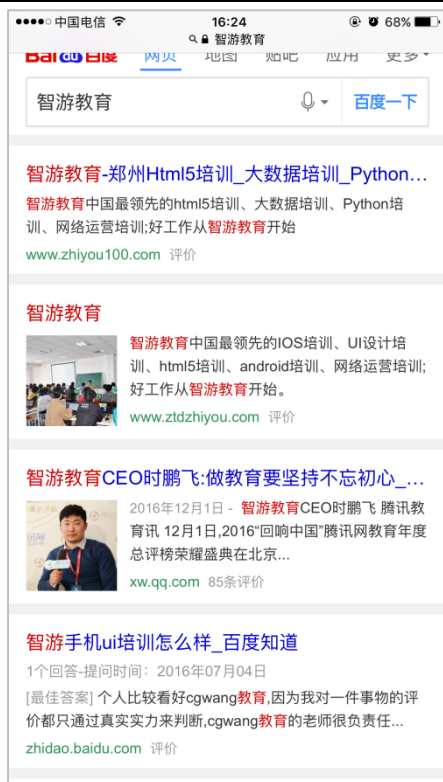 中国电信 16:24 68%
智游教育
Bai du 百度 网页 地图 贴吧 应用 更多
智游教育 百度一下
智游教育-郑州Html5培训_大数据培训_Python...
智游教育中国最领先的html5培训、大数据培训、Python培
训、网络运营培训;好工作从智游教育开始
www.zhiyou100.com 评价
智游教育
智游教育中国最领先的IOS培训、UI设计培
训、html5培训、android培训、网络运营培训;
好工作从智游教育开始。
www.ztdzhiyou.com 评价
智游教育CEO时鹏飞:做教育要坚持不忘初心_...
2016年12月1日 - 智游教育CEO时鹏飞 腾讯教
育讯 12月1日,2016“回响中国”腾讯网教育年度
总评榜荣耀盛典在北京...
xw.qq.com 85条评价
智游手机ui培训怎么样_百度知道
1个回答-提问时间：2016年07月04日
[最佳答案] 个人比较看好cgwang教育,因为我对一件事物的评
价都只通过真实实力来判断,cgwang教育的老师很负责任...
zhidao.baidu.com 评价